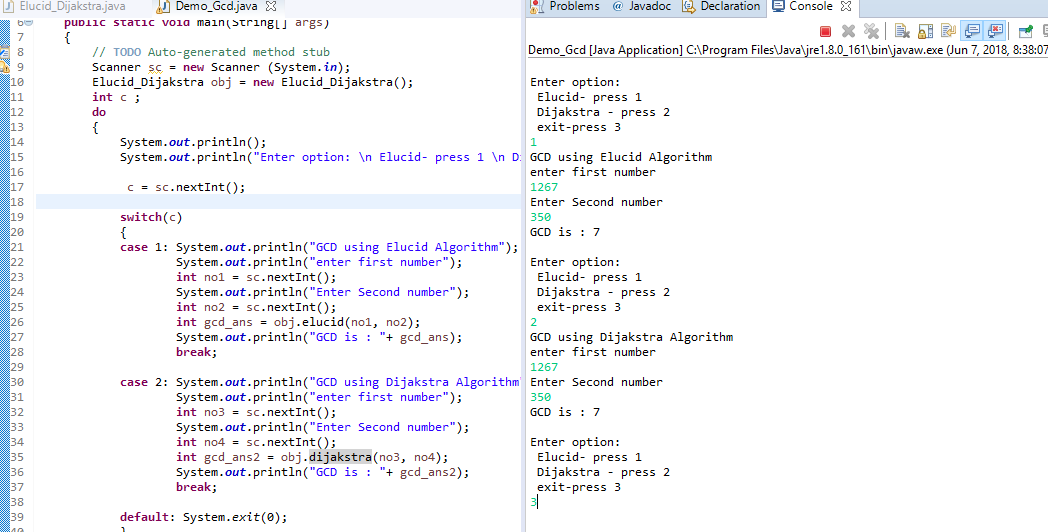 Elucid_Dijakstra.java
Demo_Gcd.java
6 public static void main(String[] args)
7 {
8 // TODO Auto-generated method stub
9 Scanner sc = new Scanner (System.in);
10 Elucid_Dijakstra obj = new Elucid_Dijakstra();
11 int c ;
12 do
13 {
14 System.out.println();
15 System.out.println("Enter option: \n Elucid- press 1 \n Di
16
17 c = sc.nextInt();
18
19 switch(c)
20 {
21 case 1: System.out.println("GCD using Elucid Algorithm");
22 System.out.println("enter first number");
23 int no1 = sc.nextInt();
24 System.out.println("Enter Second number");
25 int no2 = sc.nextInt();
26 int gcd_ans = obj.elucid(no1, no2);
27 System.out.println("GCD is : "+ gcd_ans);
28 break;
29
30 case 2: System.out.println("GCD using Dijakstra Algorithm"
31 System.out.println("enter first number");
32 int no3 = sc.nextInt();
33 System.out.println("Enter Second number");
34 int no4 = sc.nextInt();
35 int gcd_ans2 = obj.dijakstra(no3, no4);
36 System.out.println("GCD is : "+ gcd_ans2);
37 break;
38
39 default: System.exit(0);
40 }
Problems @ Javadoc Declaration Console
Demo_Gcd [Java Application] C:\Program Files\Java\jre1.8.0_161\bin\javaw.exe (Jun 7, 2018, 8:38:07
Enter option:
Elucid- press 1
Dijakstra - press 2
exit-press 3
1
GCD using Elucid Algorithm
enter first number
1267
Enter Second number
350
GCD is : 7
Enter option:
Elucid- press 1
Dijakstra - press 2
exit-press 3
2
GCD using Dijakstra Algorithm
enter first number
1267
Enter Second number
350
GCD is : 7
Enter option:
Elucid- press 1
Dijakstra - press 2
exit-press 3
3